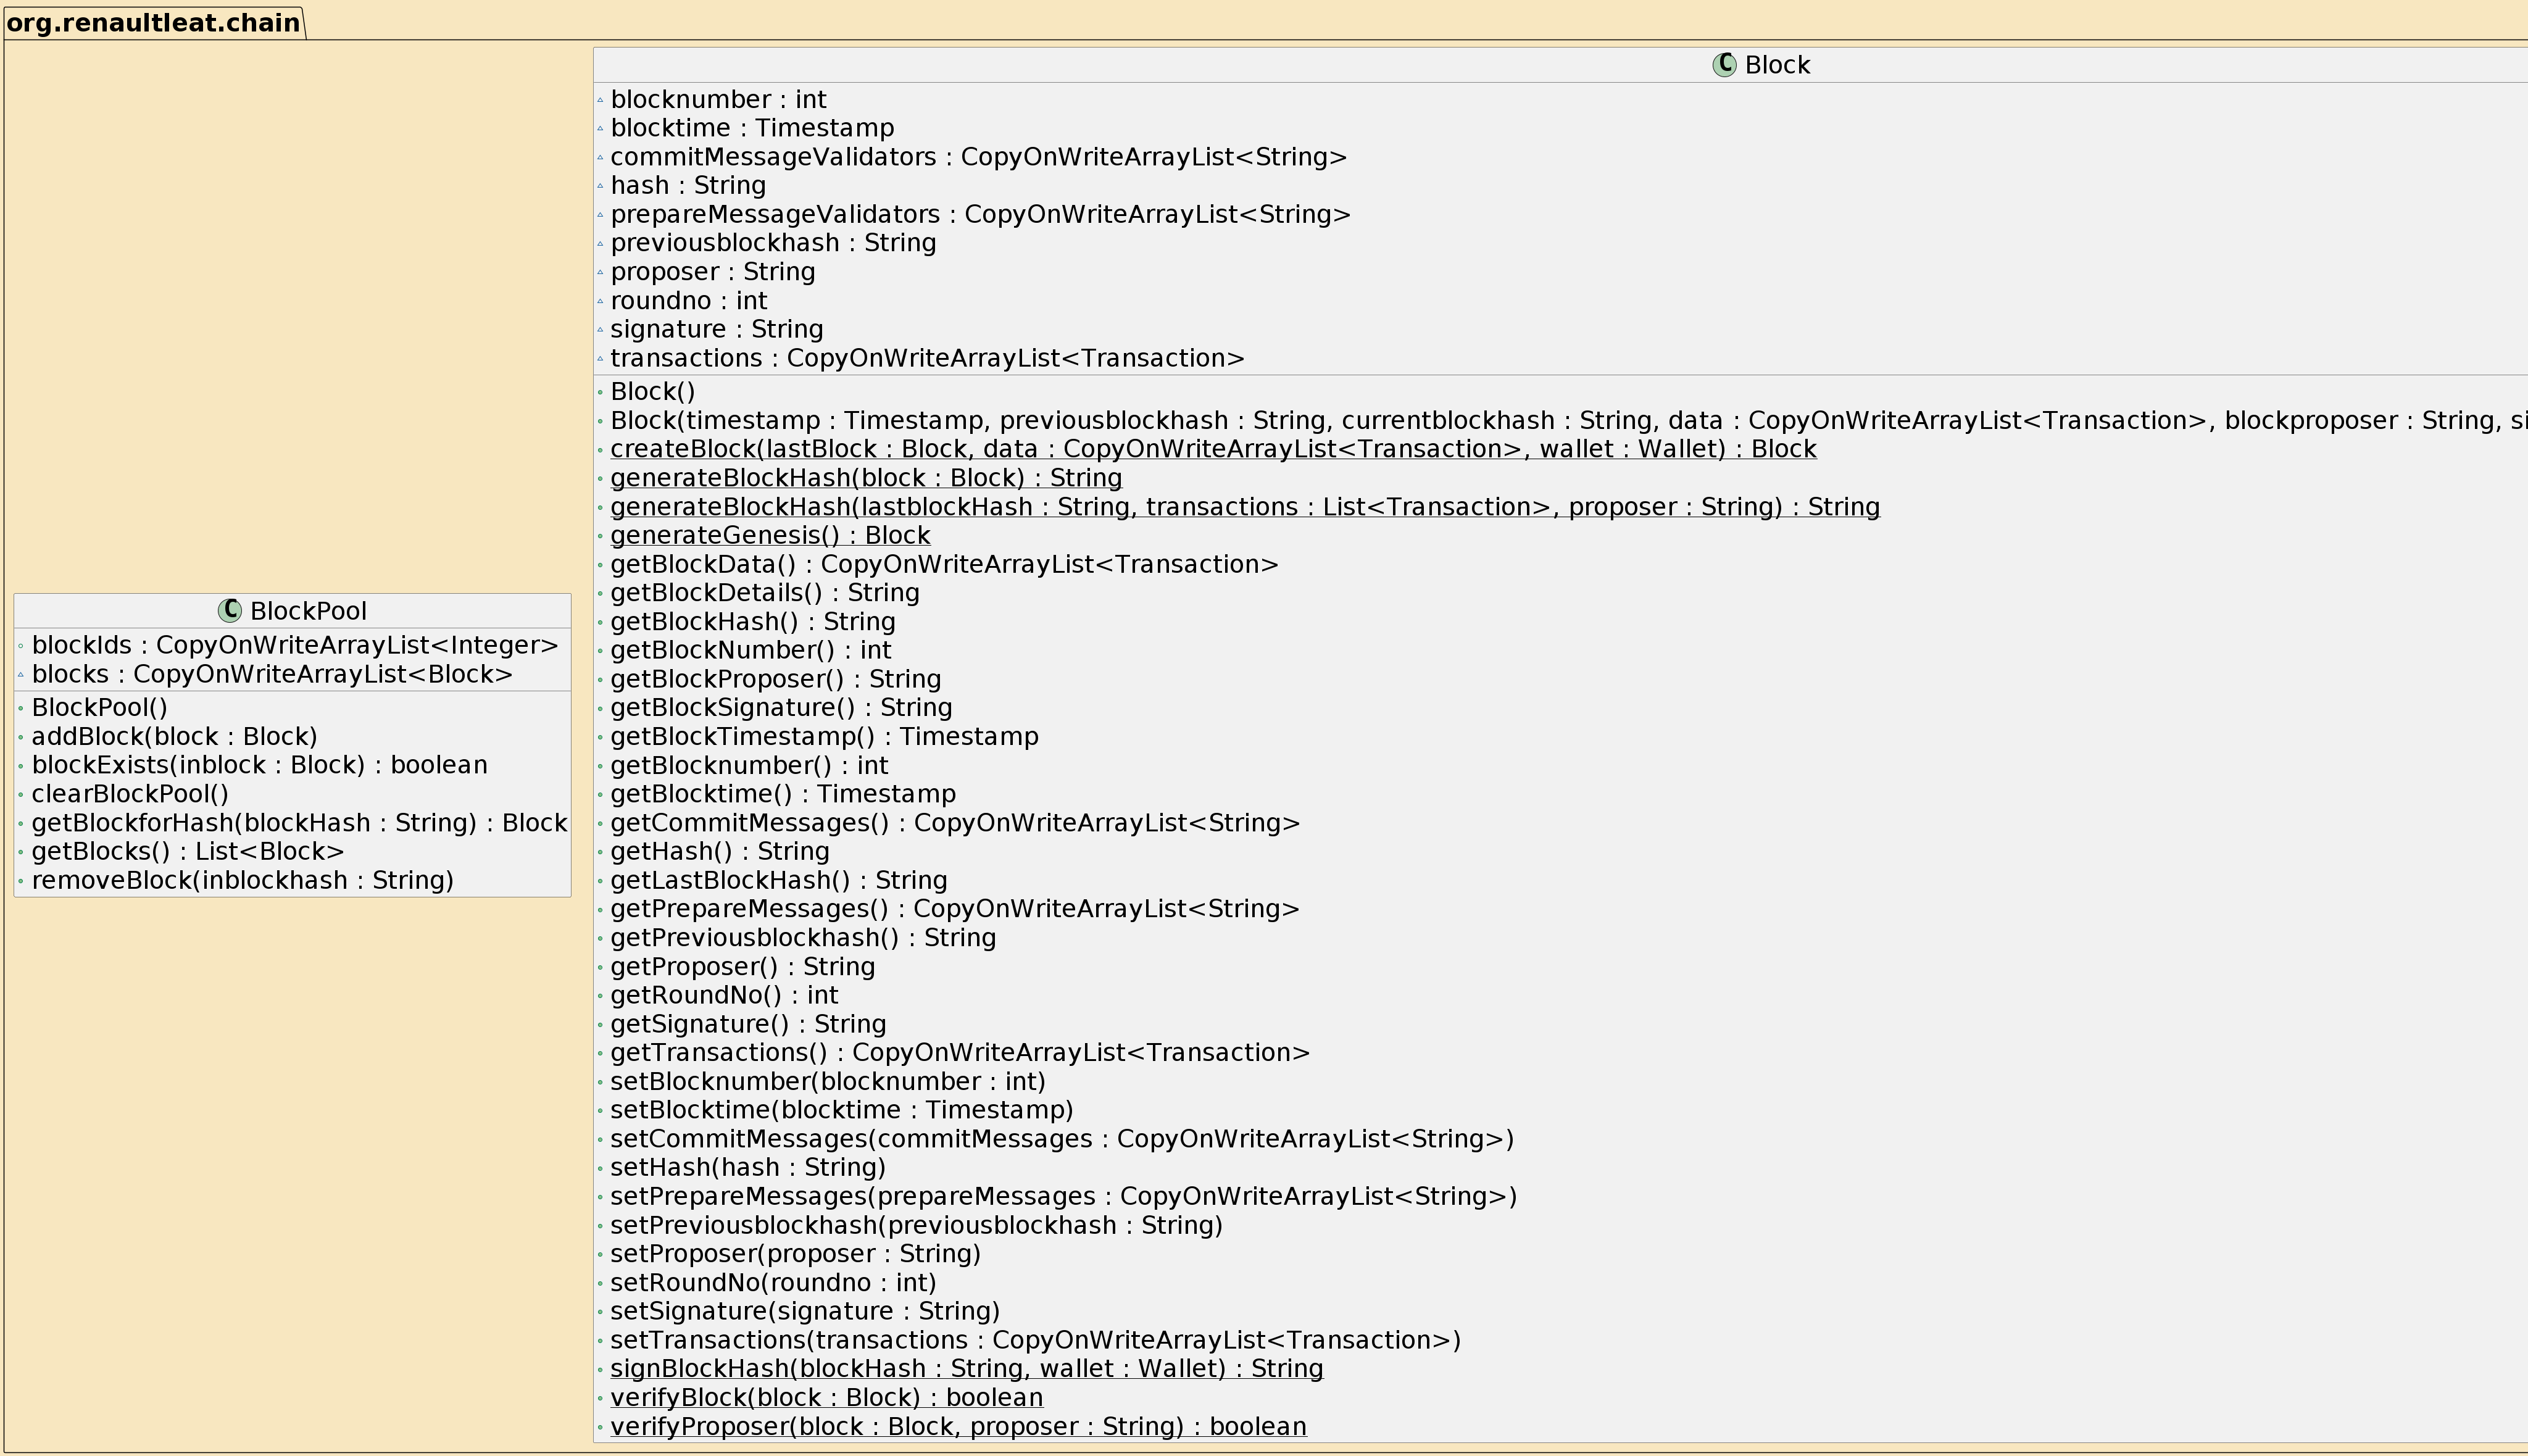 org.renaultleat.chain
BlockPool
blockIds : CopyOnWriteArrayList<Integer>
blocks : CopyOnWriteArrayList<Block>
BlockPool()
addBlock(block : Block)
blockExists(inblock : Block) : boolean
clearBlockPool()
getBlockforHash(blockHash : String) : Block
getBlocks() : List<Block>
removeBlock(inblockhash : String)
C Block
blocknumber : int
blocktime : Timestamp
commitMessageValidators : CopyOnWriteArrayList<String>
hash : String
prepareMessageValidators : CopyOnWriteArrayList<String>
previousblockhash : String
proposer : String
roundno : int
signature : String
transactions : CopyOnWriteArrayList<Transaction>
Block()
Block(timestamp : Timestamp, previousblockhash : String, currentblockhash : String, data : CopyOnWriteArrayList<Transaction>, blockproposer : String,
createBlock(lastBlock : Block, data : CopyOnWriteArrayList<Transaction>, wallet : Wallet) : Block
generateBlockHash(block : Block) : String
generateBlockHash(lastblockHash : String, transactions : List<Transaction>, proposer : String) : String
generateGenesis() : Block
getBlockData() : CopyOnWriteArrayList<Transaction>
getBlockDetails() : String
getBlockHash() : String
getBlockNumber() : int
getBlockProposer() : String
getBlockSignature() : String
getBlockTimestamp() : Timestamp
getBlocknumber() : int
getBlocktime() : Timestamp
getCommitMessages() : CopyOnWriteArrayList<String>
getHash() : String
getLastBlockHash() : String
getPrepareMessages() : CopyOnWriteArrayList<String>
getPreviousblockhash() : String
getProposer() : String
getRoundNo() : int
getSignature() : String
getTransactions() : CopyOnWriteArrayList<Transaction>
setBlocknumber(blocknumber : int)
setBlocktime(blocktime : Timestamp)
setCommitMessages(commitMessages : CopyOnWriteArrayList<String>)
setHash(hash : String)
setPrepareMessages(prepareMessages : CopyOnWriteArrayList<String>)
setPreviousblockhash(previousblockhash : String)
setProposer(proposer : String)
setRoundNo(roundno : int)
setSignature(signature : String)
setTransactions(transactions : CopyOnWriteArrayList<Transaction>)
signBlockHash(blockHash : String, wallet : Wallet) : String
verifyBlock(block : Block) : boolean
verifyProposer(block : Block, proposer : String) : boolean